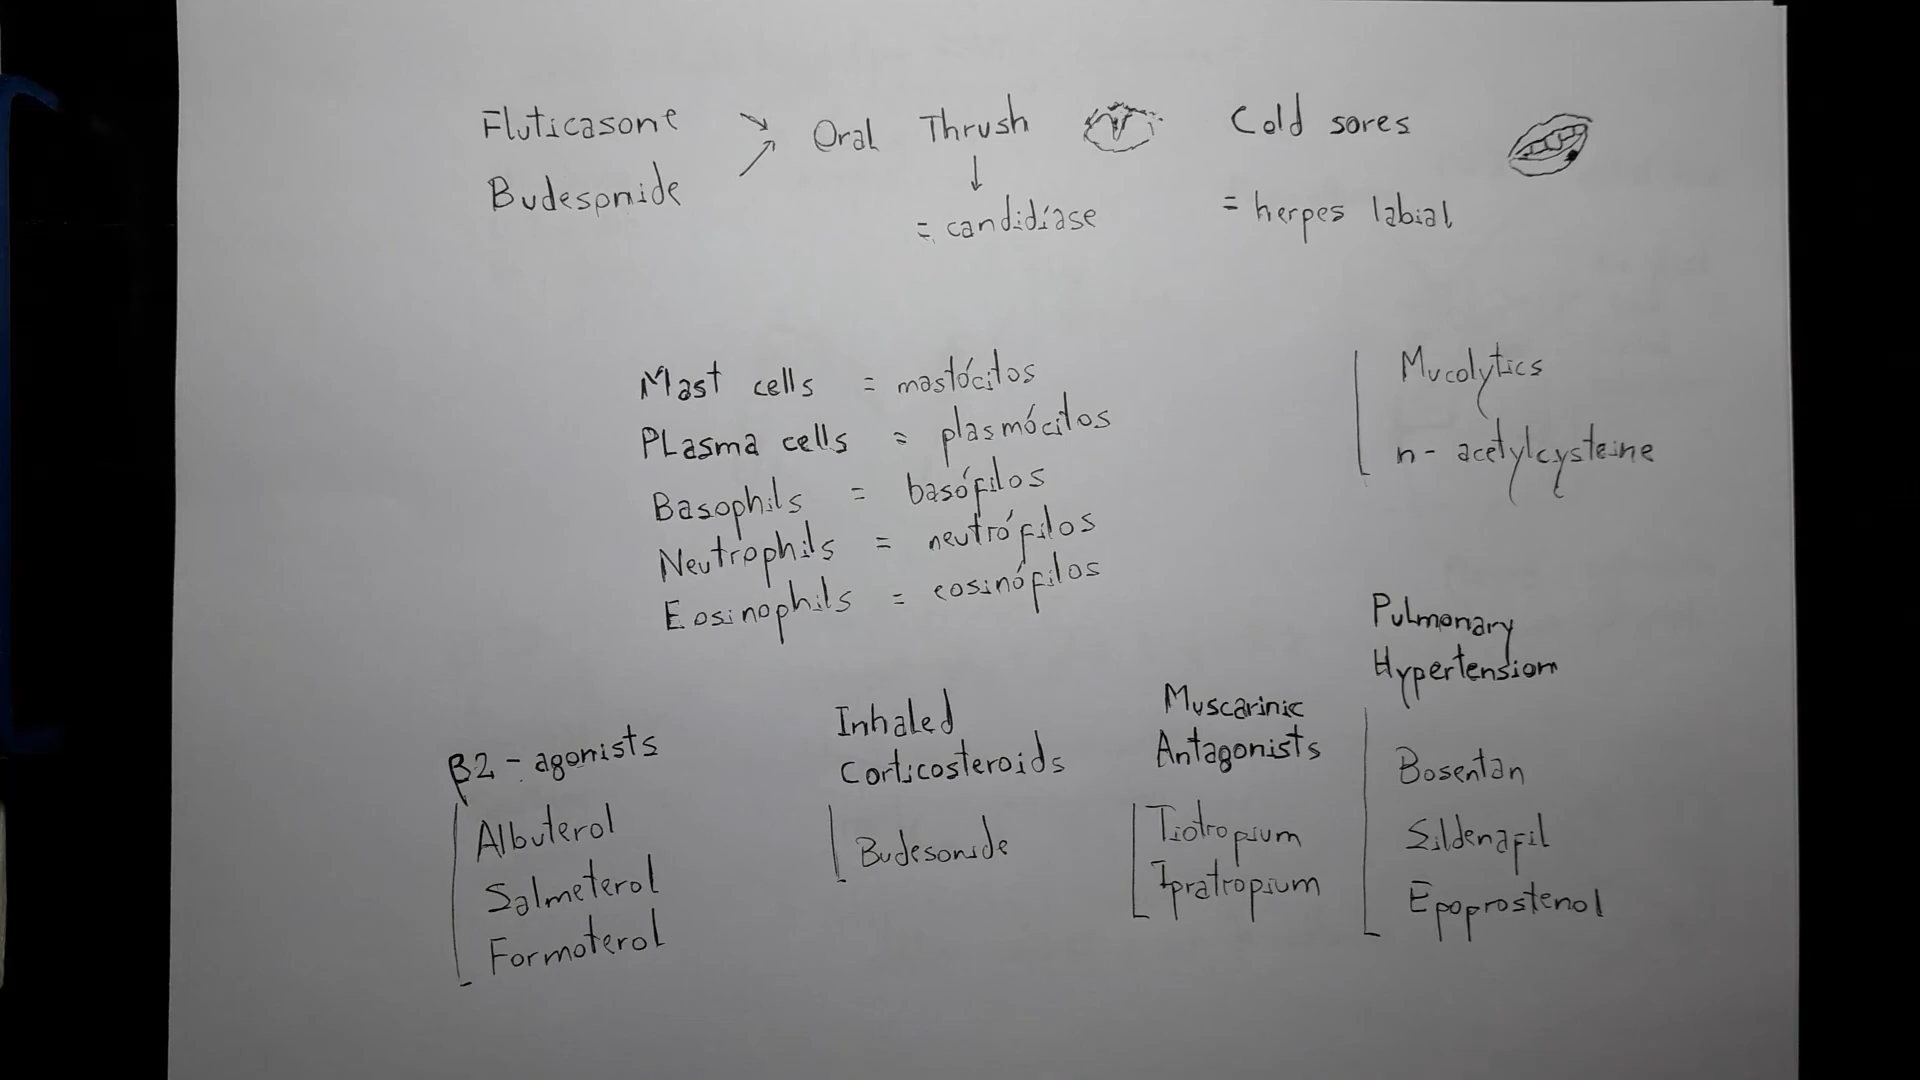 Fluticasone
Budesonide
Oral Thrush
= candidíase
Cold sores
= herpes labial
Mast cells = mastócitos
PLasma cells = plasmócitos
Basophils = basófilos
Neutrophils = neutrófilos
Eosinophils = eosinófilos
Mucolytics
n- acetylcysteine
β2 - agonists
Albuterol
Salmeterol
Formoterol
Inhaled
Corticosteroids
Budesonide
Muscarinic
Antagonists
Tiotropium
Ipratropium
Pulmonary
Hypertension
Bosentan
Sildenafil
Epoprostenol